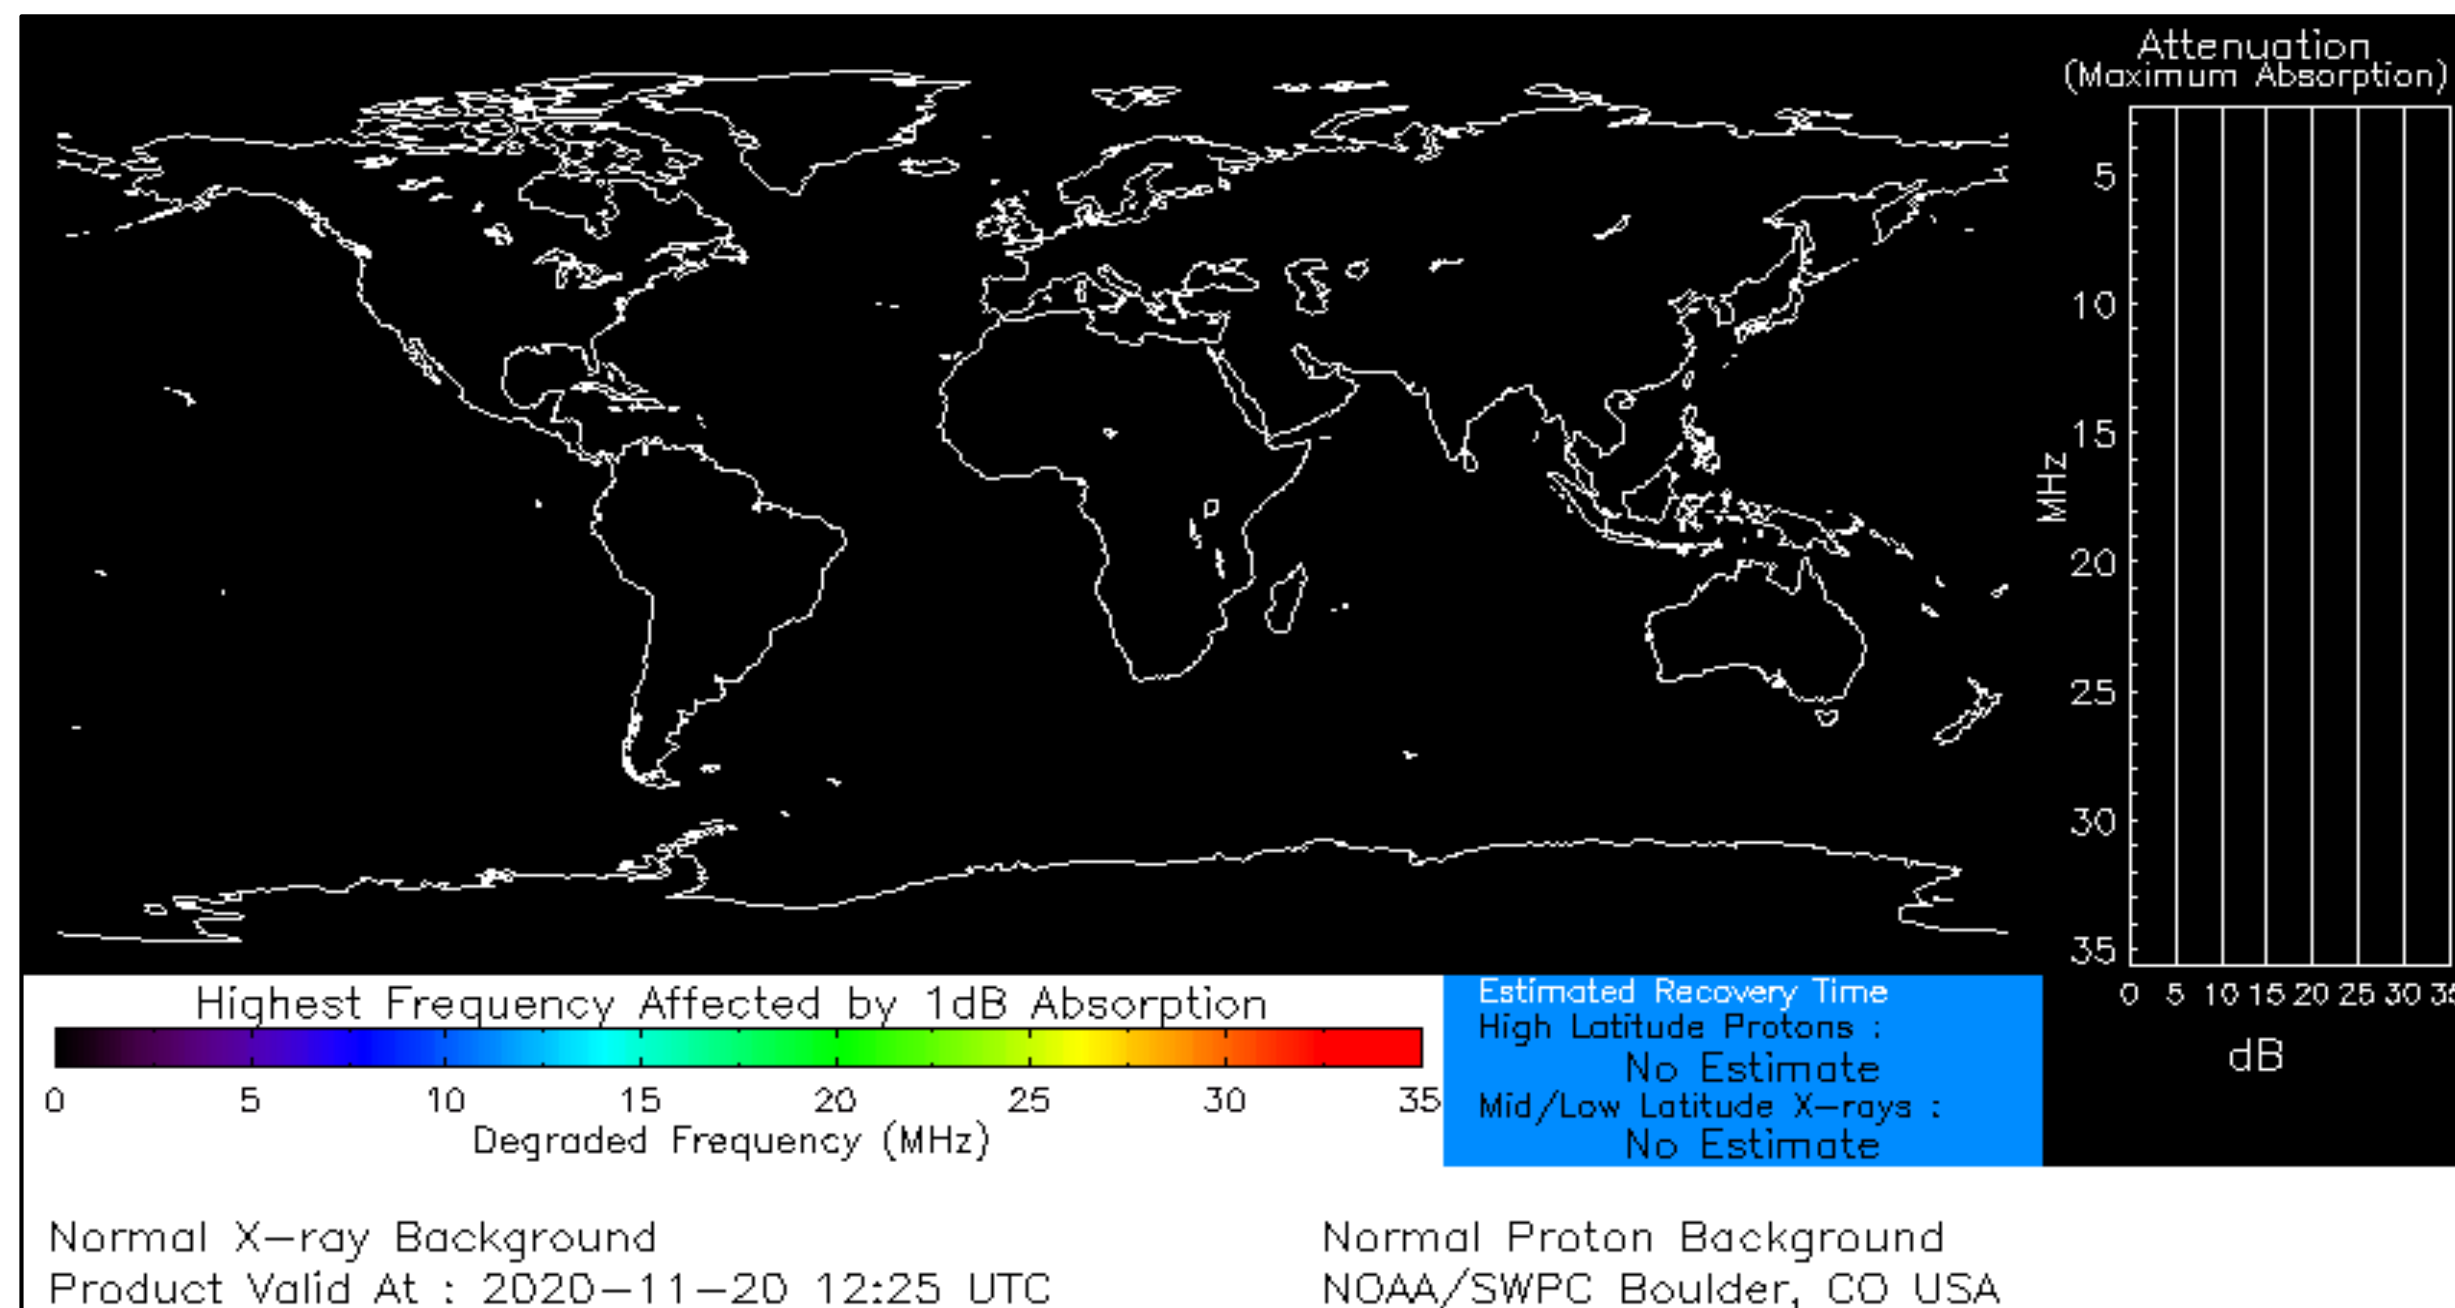 Attenuation
(Maximum Absorption)
5
10
15
20
25
30
35
MHz
0 5 10 15 20 25 30 35
dB
Highest Frequency Affected by 1dB Absorption
0 5 10 15 20 25 30 35
Degraded Frequency (MHz)
Estimated Recovery Time
High Latitude Protons :
No Estimate
Mid/Low Latitude X-rays :
No Estimate
Normal X-ray Background
Normal Proton Background
Product Valid At : 2020-11-20 12:25 UTC
NOAA/SWPC Boulder, CO USA